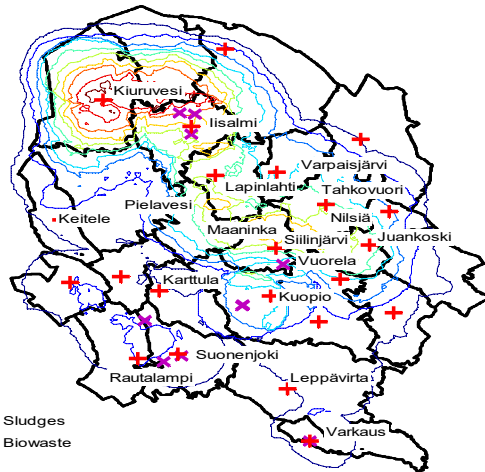 Kiuruvesi
Iisalmi
Varpaisjärvi
Lapinlahti
Tahkovuori
Keitele
Pielavesi
Nilsiä
Maaninka
Siilinjärvi
Juankoski
Vuorela
Karttula
Kuopio
Suonenjoki
Rautalampi
Leppävirta
Sludges
Varkaus
Biowaste